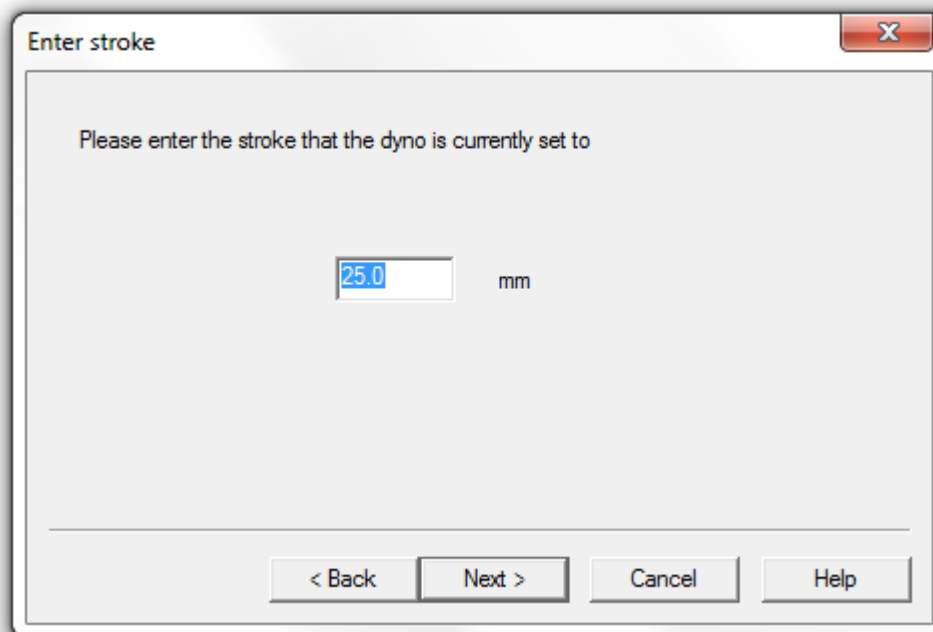 Enter stroke
Please enter the stroke that the dyno is currently set to
25.0 mm
< Back Next > Cancel Help